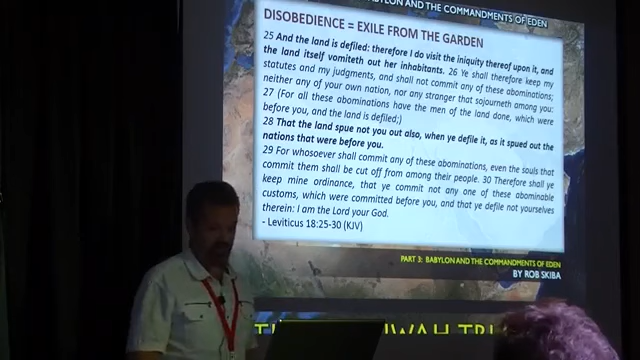 BABYLON AND THE COMMANDMENTS OF EDEN
DISOBEDIENCE = EXILE FROM THE GARDEN
25 And the land is defiled: therefore I do visit the iniquity thereof upon it, and
the land itself vomiteth out her inhabitants. 26 Ye shall therefore keep my
statutes and my judgments, and shall not commit any of these abominations;
neither any of your own nation, nor any stranger that sojourneth among you:
27 (For all these abominations have the men of the land done, which were
before you, and the land is defiled;)
28 That the land spue not you out also, when ye defile it, as it spued out the
nations that were before you.
29 For whosoever shall commit any of these abominations, even the souls that
commit them shall be cut off from among their people. 30 Therefore shall ye
keep mine ordinance, that ye commit not any one of these abominable
customs, which were committed before you, and that ye defile not yourselves
therein: I am the Lord your God.
- Leviticus 18:25-30 (KJV)
PART 3: BABYLON AND THE COMMANDMENTS OF EDEN
BY ROB SKIBA